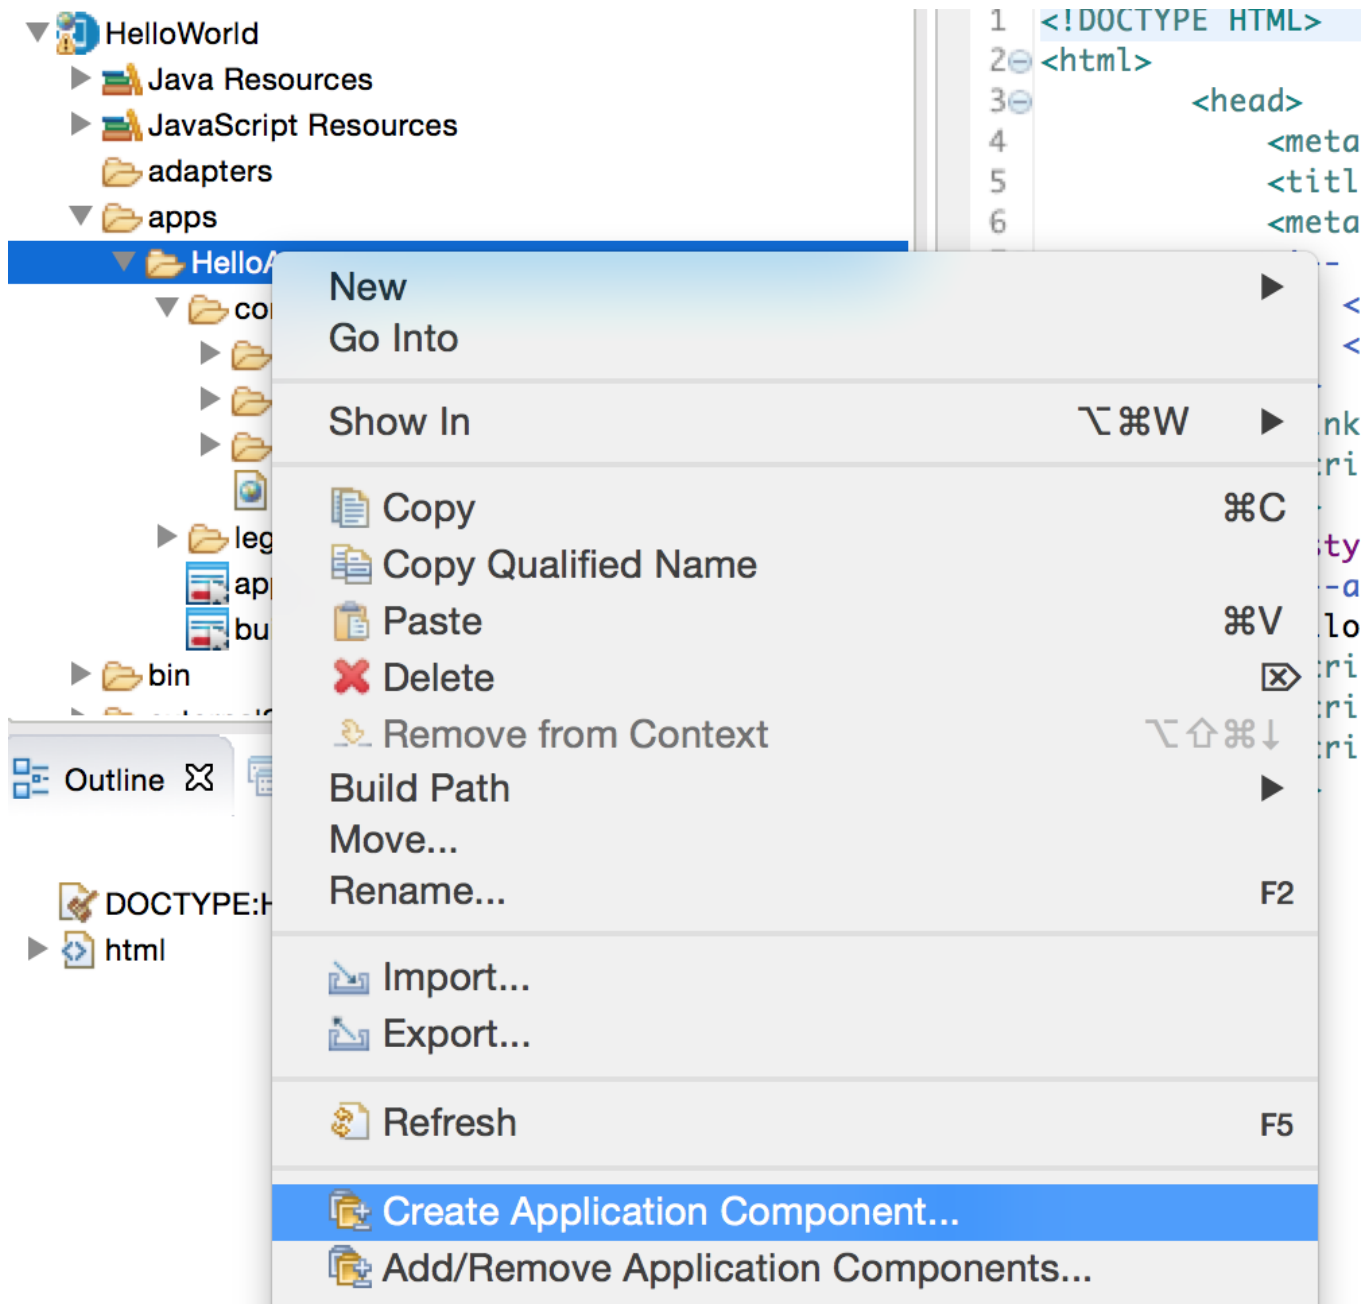 HelloWorld
Java Resources
JavaScript Resources
adapters
apps
bin
Outline
html
1 <!DOCTYPE HTML>
2 <html>
3 <head>
4 <meta
5 <titl
6 <meta
New
Go Into
Show In ⌥⌘W
Copy ⌘C
Copy Qualified Name
Paste ⌘V
Delete ⌦
Remove from Context ⌥⇧⌘↓
Build Path
Move...
Rename... F2
Import...
Export...
Refresh F5
Create Application Component...
Add/Remove Application Components...